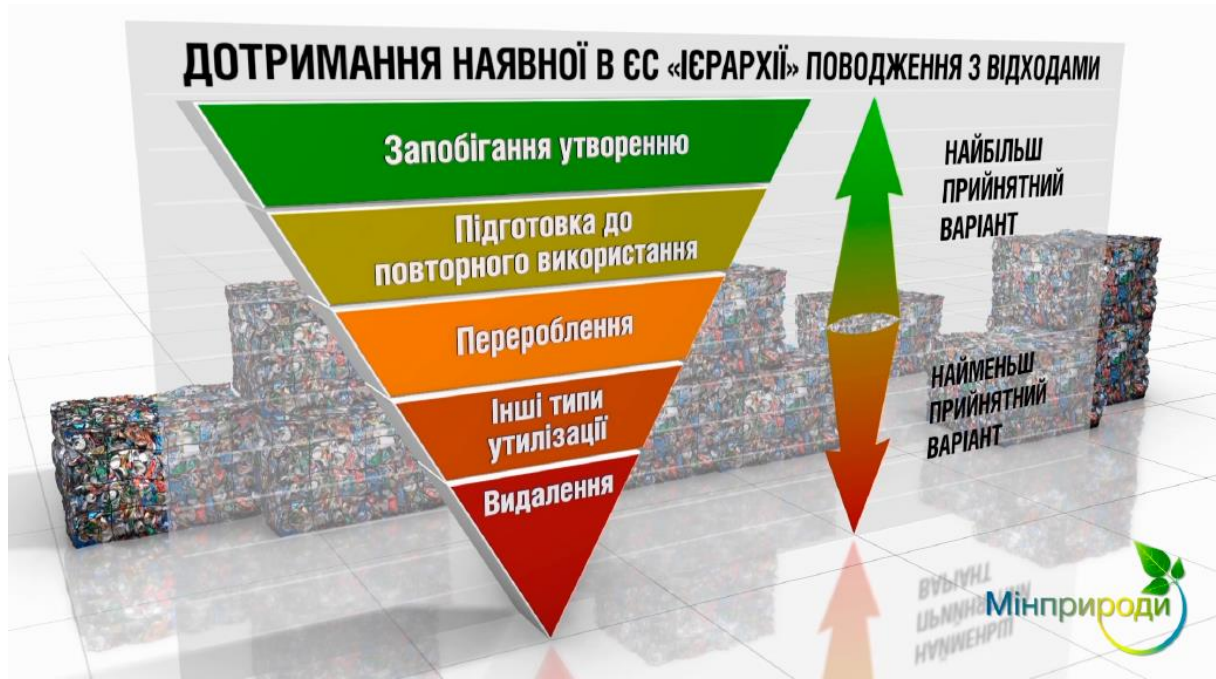 ДОТРИМАННЯ НАЯВНОЇ В ЄС «ІЄРАРХІЇ» ПОВОДЖЕННЯ З ВІДХОДАМИ
Запобігання утворенню
Підготовка до
повторного використання
Перероблення
Інші типи
утилізації
Видалення
НАЙБІЛЬШ
ПРИЙНЯТНИЙ
ВАРІАНТ
НАЙМЕНЬШ
ПРИЙНЯТНИЙ
ВАРІАНТ
Мінприроди